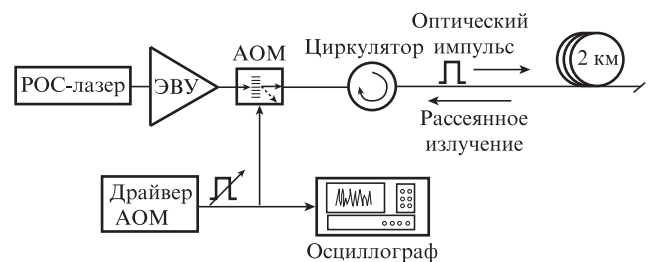 Оптический
импульс
АОМ
Циркулятор
РОС-лазер
ЭВУ
2 км
Рассеянное
излучение
Драйвер
АОМ
Осциллограф